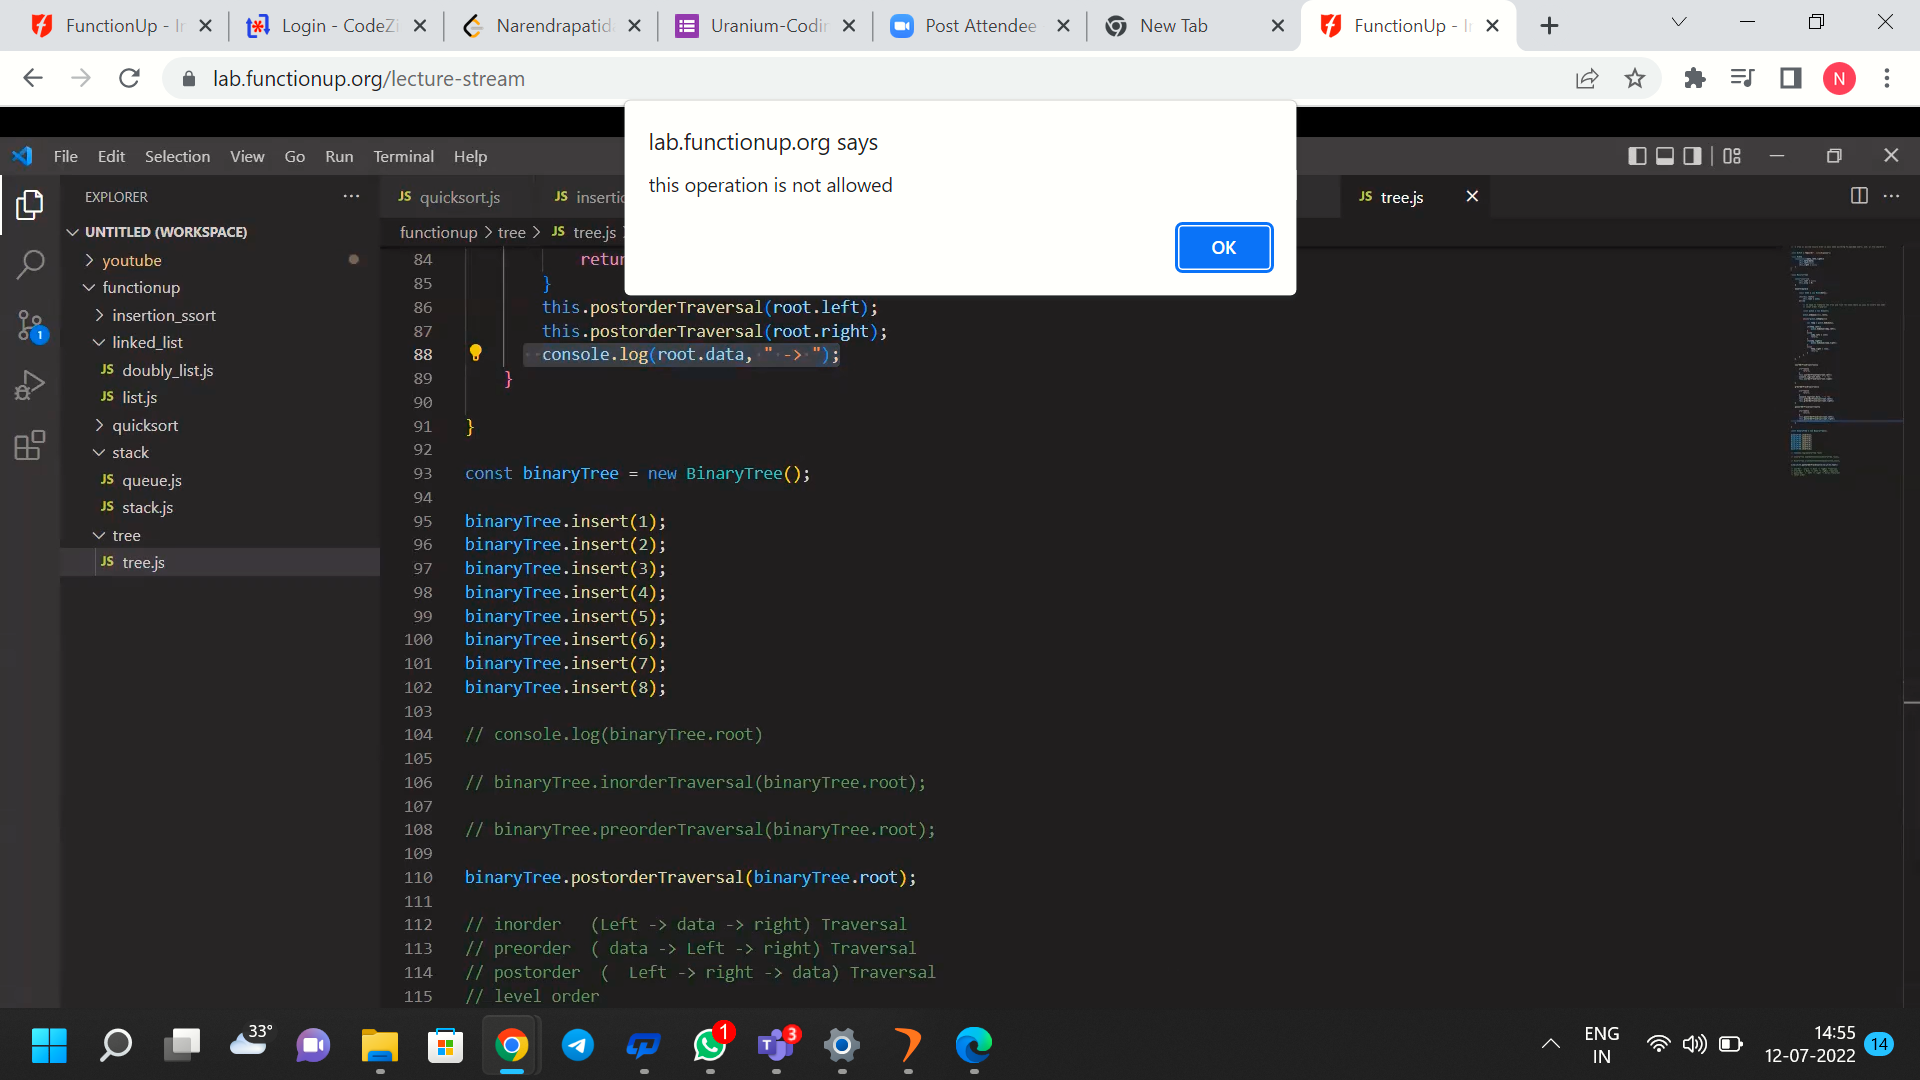 FunctionUp - I
Login - CodeZi
Narendrapatid
Uranium-Codin
Post Attendee
New Tab
FunctionUp - I
lab.functionup.org/lecture-stream
N
lab.functionup.org says
this operation is not allowed
OK
File Edit Selection View Go Run Terminal Help
EXPLORER
UNTITLED (WORKSPACE)
youtube
functionup
insertion_ssort
linked_list
JS doubly_list.js
JS list.js
quicksort
stack
JS queue.js
JS stack.js
tree
JS tree.js
1
JS quicksort.js
JS insertio
JS tree.js
functionup > tree > JS tree.js
84 retur
85 }
86 this.postorderTraversal(root.left);
87 this.postorderTraversal(root.right);
88 console.log(root.data, " -> ");
89 }
90
91 }
92
93 const binaryTree = new BinaryTree();
94
95 binaryTree.insert(1);
96 binaryTree.insert(2);
97 binaryTree.insert(3);
98 binaryTree.insert(4);
99 binaryTree.insert(5);
100 binaryTree.insert(6);
101 binaryTree.insert(7);
102 binaryTree.insert(8);
103
104 // console.log(binaryTree.root)
105
106 // binaryTree.inorderTraversal(binaryTree.root);
107
108 // binaryTree.preorderTraversal(binaryTree.root);
109
110 binaryTree.postorderTraversal(binaryTree.root);
111
112 // inorder (Left -> data -> right) Traversal
113 // preorder ( data -> Left -> right) Traversal
114 // postorder ( Left -> right -> data) Traversal
115 // level order
33°
1
3
ENG
IN
14:55
12-07-2022
14